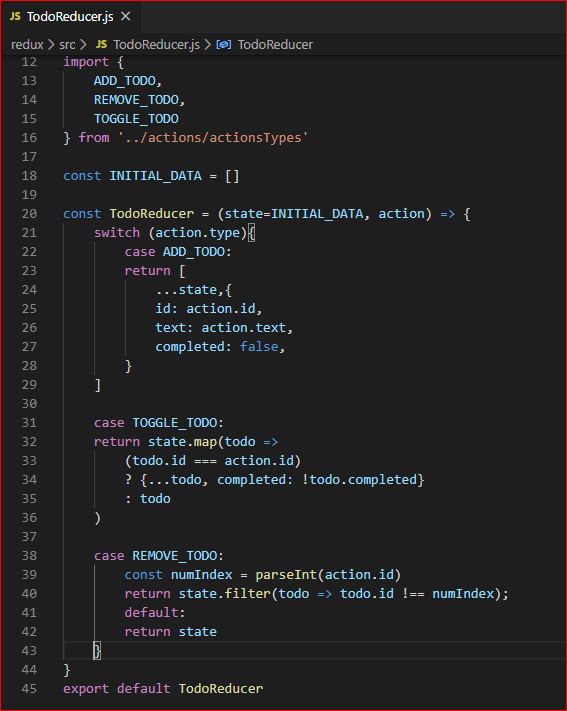 JS TodoReducer.js ×
redux > src > JS TodoReducer.js > TodoReducer
12 import {
13     ADD_TODO,
14     REMOVE_TODO,
15     TOGGLE_TODO
16 } from '../actions/actionsTypes'
17
18 const INITIAL_DATA = []
19
20 const TodoReducer = (state=INITIAL_DATA, action) => {
21     switch (action.type){
22         case ADD_TODO:
23         return [
24             ...state,{
25             id: action.id,
26             text: action.text,
27             completed: false,
28         }
29     ]
30
31     case TOGGLE_TODO:
32     return state.map(todo =>
33         (todo.id === action.id)
34         ? {...todo, completed: !todo.completed}
35         : todo
36     )
37
38     case REMOVE_TODO:
39         const numIndex = parseInt(action.id)
40         return state.filter(todo => todo.id !== numIndex);
41         default:
42         return state
43     }
44 }
45 export default TodoReducer